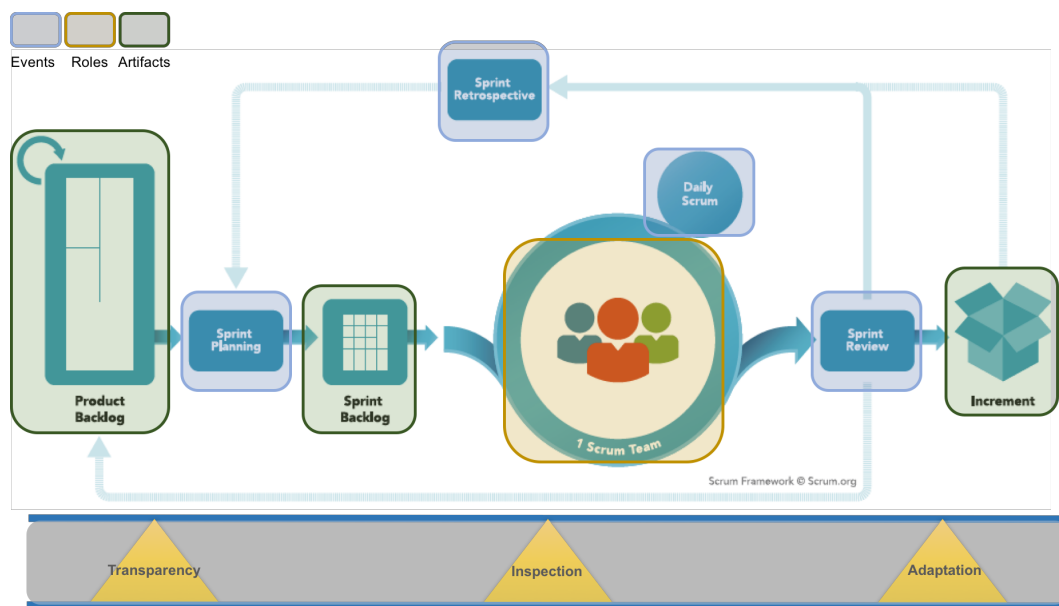 Events Roles Artifacts
Sprint
Retrospective
Daily
Scrum
Sprint
Planning
Sprint
Review
Product
Backlog
Sprint
Backlog
1 Scrum Team
Increment
Scrum Framework © Scrum.org
Transparency
Inspection
Adaptation